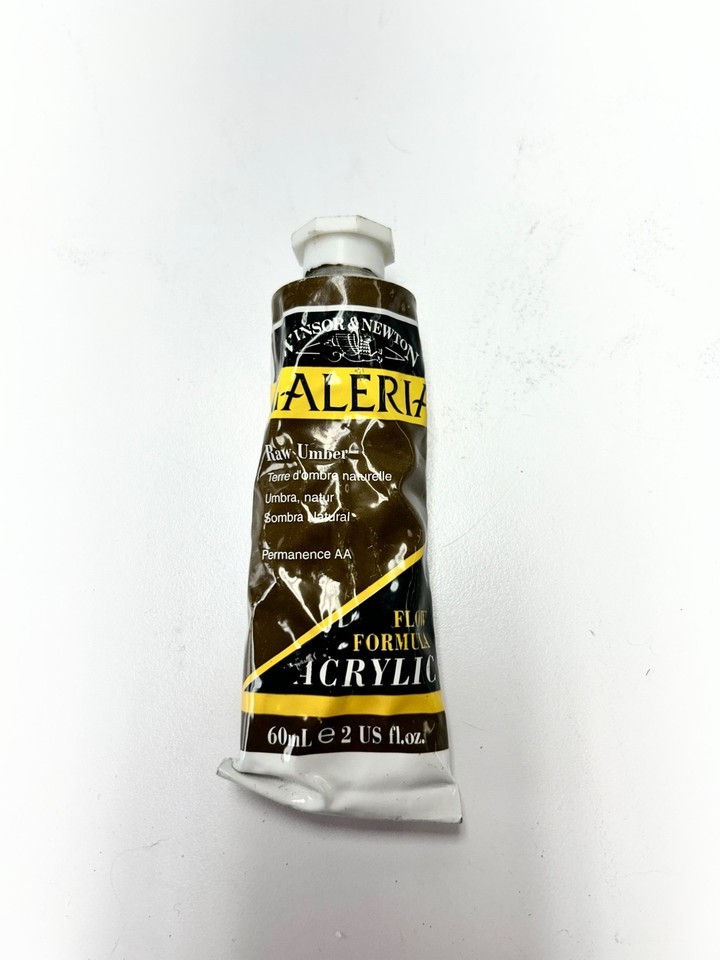 WINSOR & NEWTON
GALERIA
Raw Umber
Terre d'ombre naturelle
Umbra, natur
Sombra Natural
Permanence AA
FLOW
FORMULA
ACRYLIC
60mL e 2 US fl.oz.